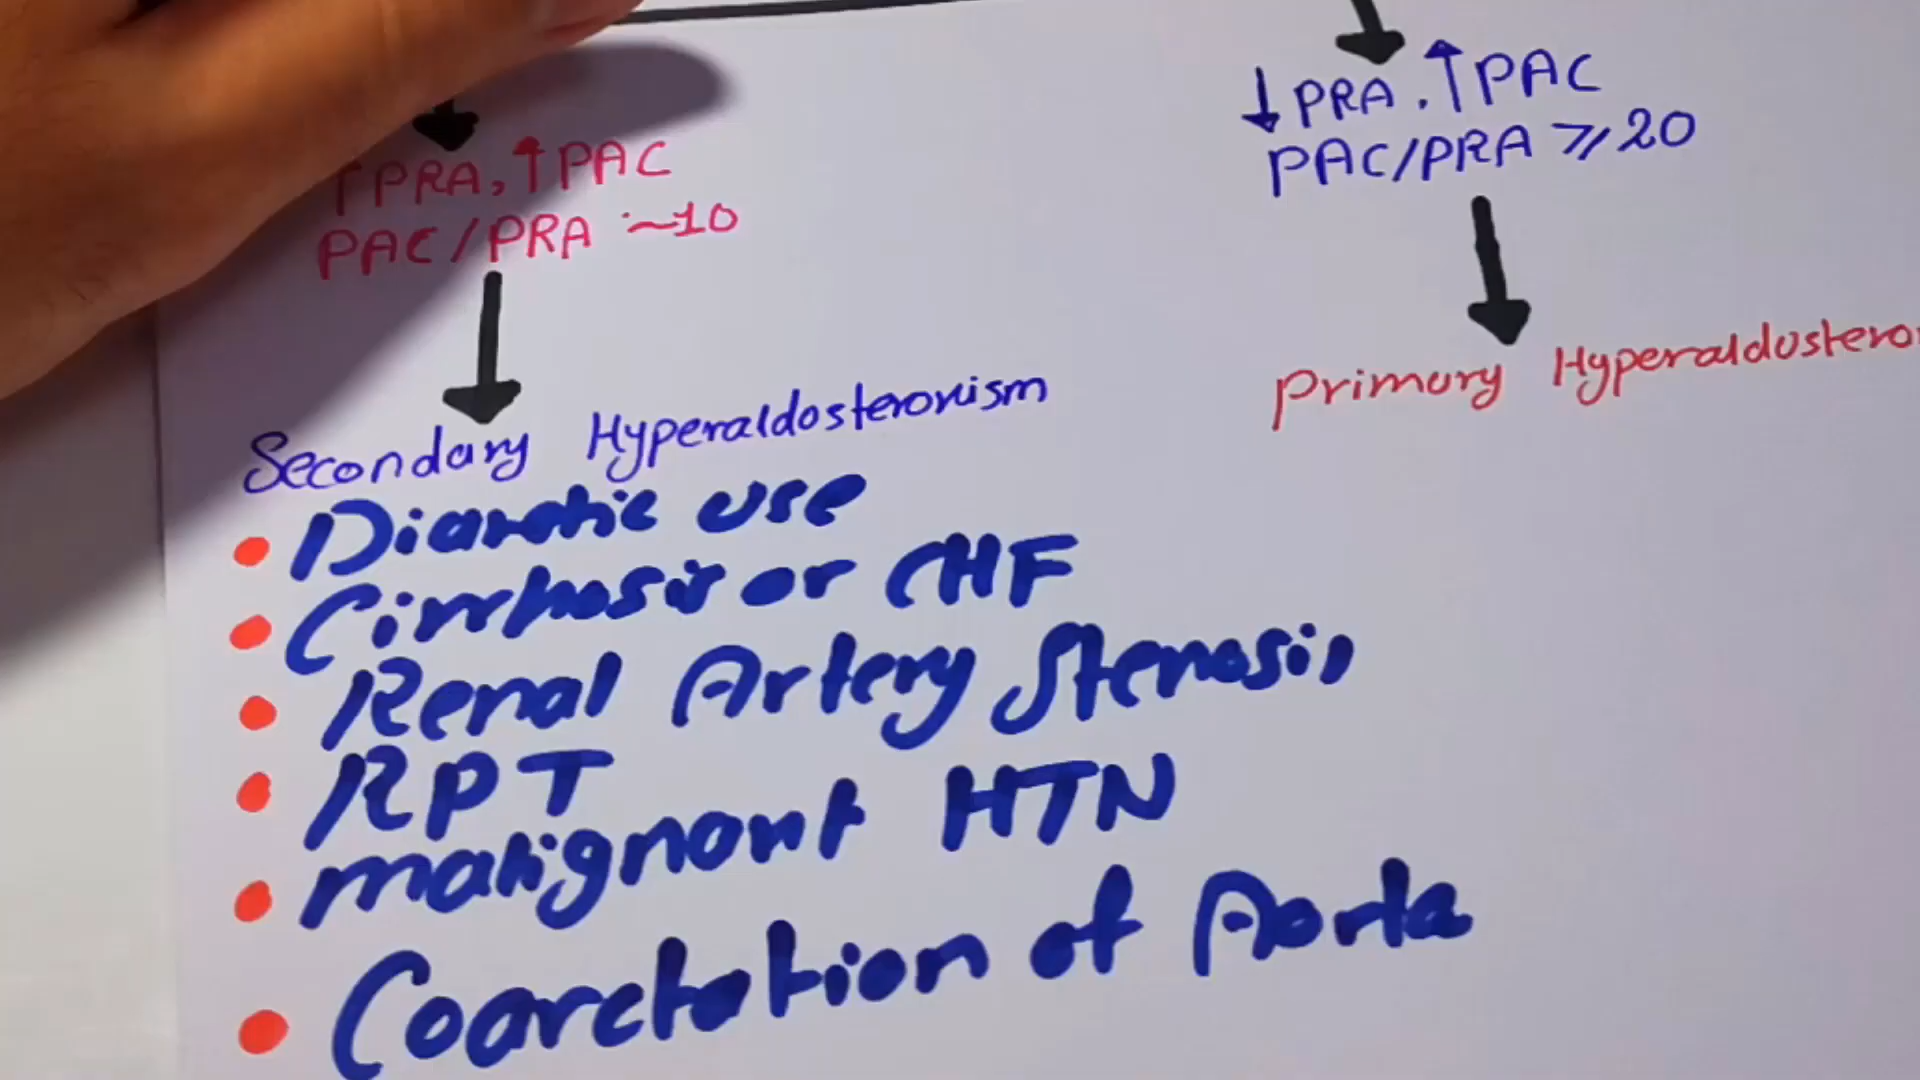 ↑PRA, ↑PAC
PAC/PRA ~10
Secondary Hyperaldosteronism
• Diuretic use
• Cirrhosis or CHF
• Renal Artery Stenosis
• RPT
• malignant HTN
• Coarctation of Aorta
↓PRA, ↑PAC
PAC/PRA ⩾20
Primary Hyperaldostero